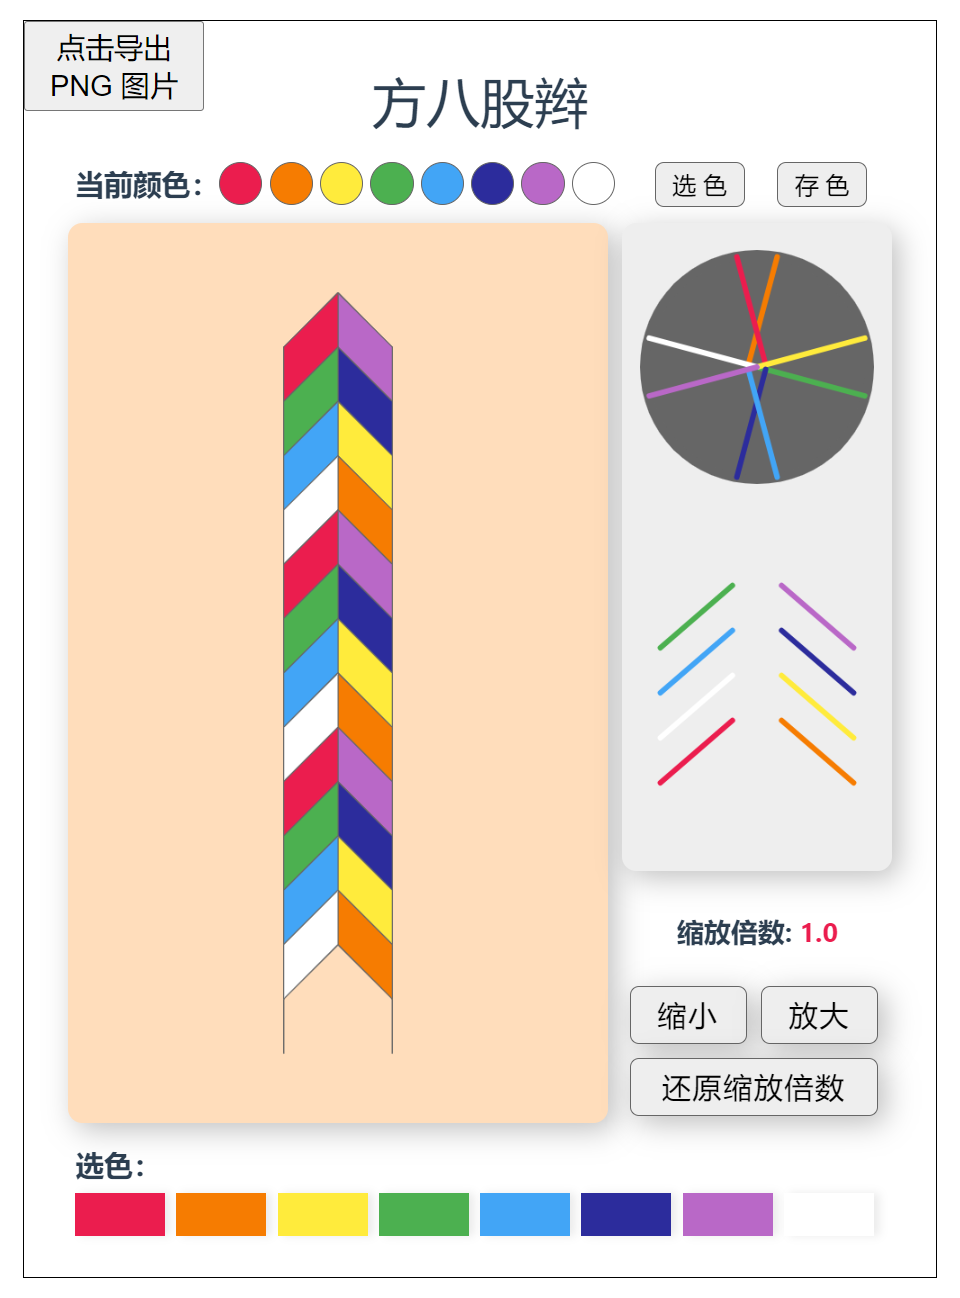 点击导出
PNG 图片
方八股辫
当前颜色：
选 色
存 色
缩放倍数: 1.0
缩小
放大
还原缩放倍数
选色：